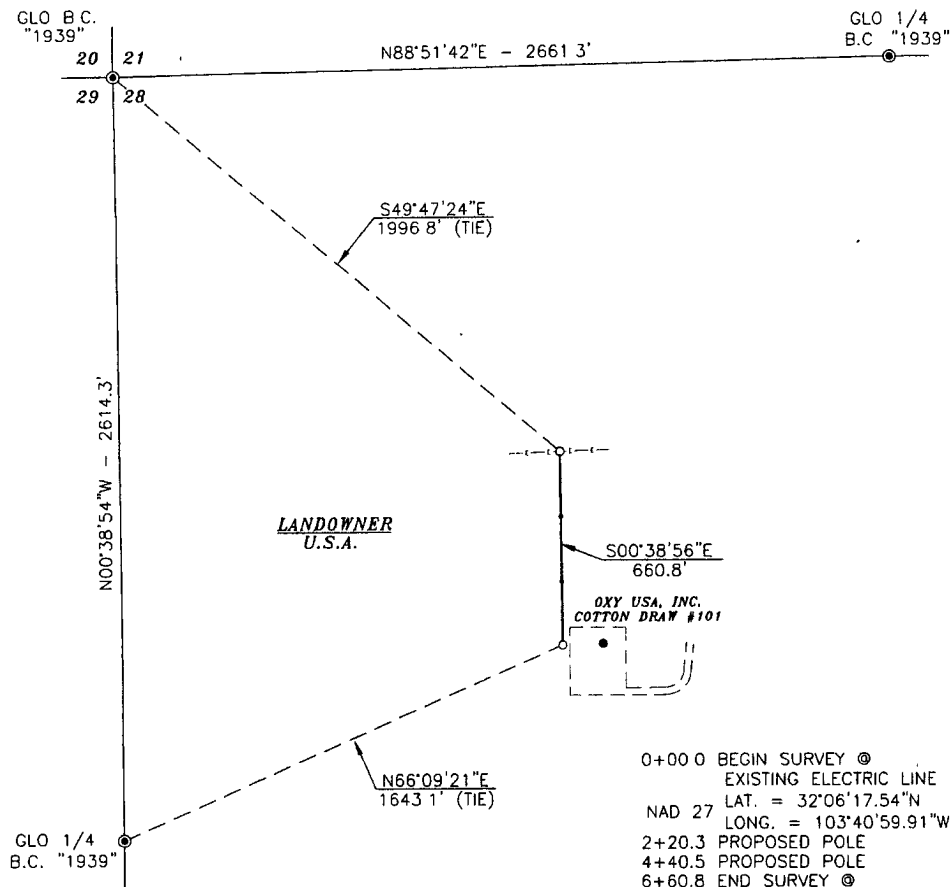 GLO B.C.
"1939"
GLO 1/4
B.C "1939"
N88°51'42"E - 2661 3'
20 21
29 28
S49°47'24"E
1996 8' (TIE)
N00°38'54"W - 2614.3'
E E E E
LANDOWNER
U.S.A.
S00°38'56"E
660.8'
OXY USA, INC.
COTTON DRAW #101
N66°09'21"E
1643 1' (TIE)
GLO 1/4
B.C. "1939"
0+00 0 BEGIN SURVEY @
EXISTING ELECTRIC LINE
NAD 27 LAT. = 32°06'17.54"N
LONG. = 103°40'59.91"W
2+20.3 PROPOSED POLE
4+40.5 PROPOSED POLE
6+60.8 END SURVEY @